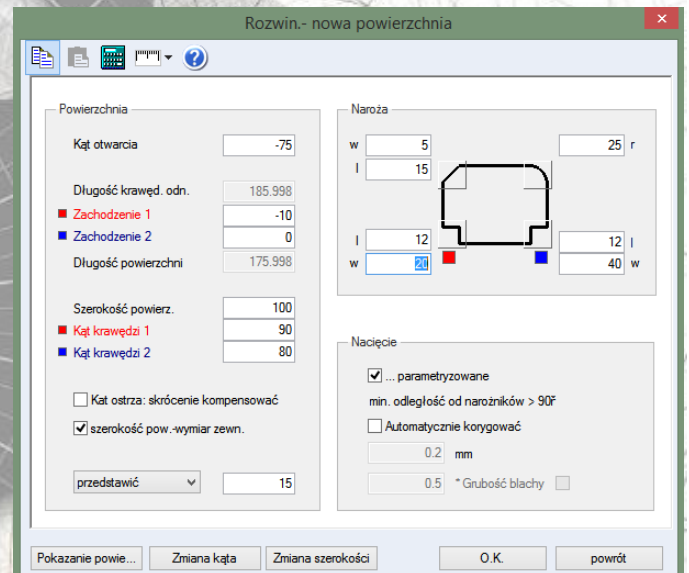 Rozwin.- nowa powierzchnia
Powierzchnia
Kąt otwarcia -75
Długość krawęd. odn. 185.998
Zachodzenie 1 -10
Zachodzenie 2 0
Długość powierzchni 175.998
Szerokość powierz. 100
Kąt krawędzi 1 90
Kąt krawędzi 2 80
Kat ostrza: skrócenie kompensować
szerokość pow.-wymiar zewn.
przedstawić 15
Naroża
w 5 25 r
l 15
l 12 12 l
w 20 40 w
Nacięcie
... parametryzowane
min. odległość od narożników > 90ř
Automatycznie korygować
0.2 mm
0.5 * Grubość blachy
Pokazanie powie... Zmiana kąta Zmiana szerokości O.K. powrót